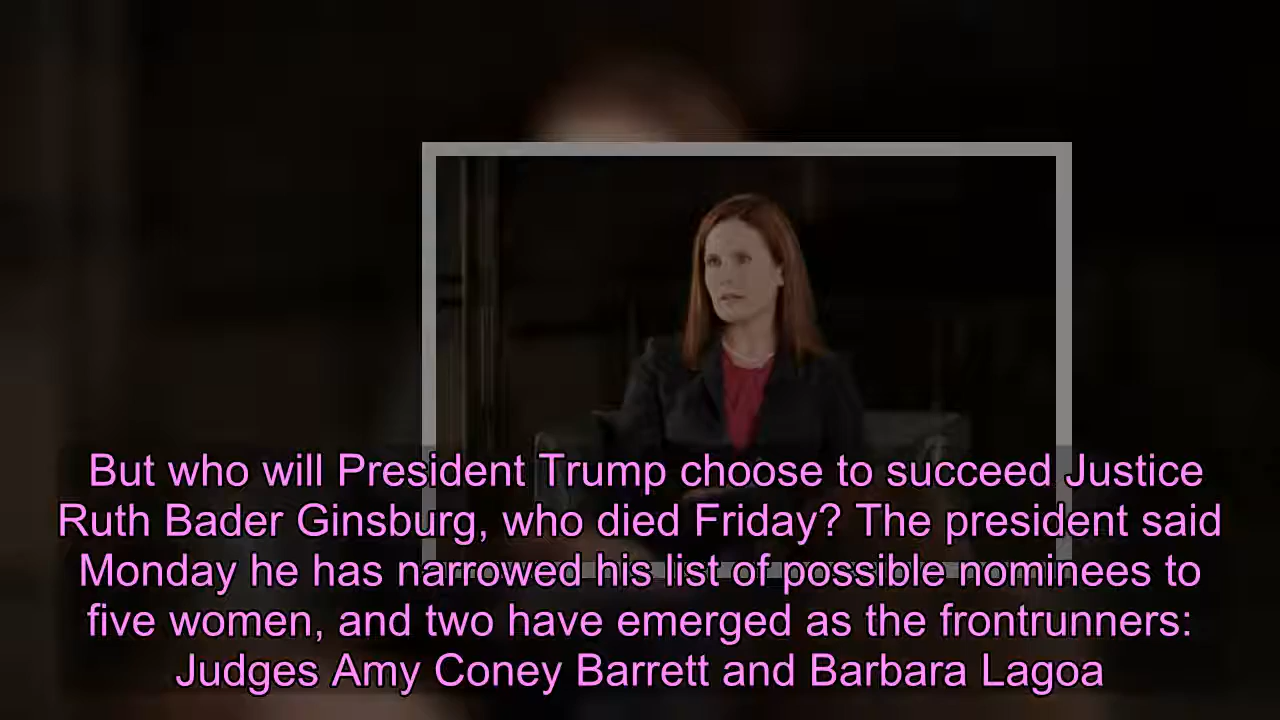 But who will President Trump choose to succeed Justice
Ruth Bader Ginsburg, who died Friday? The president said
Monday he has narrowed his list of possible nominees to
five women, and two have emerged as the frontrunners:
Judges Amy Coney Barrett and Barbara Lagoa